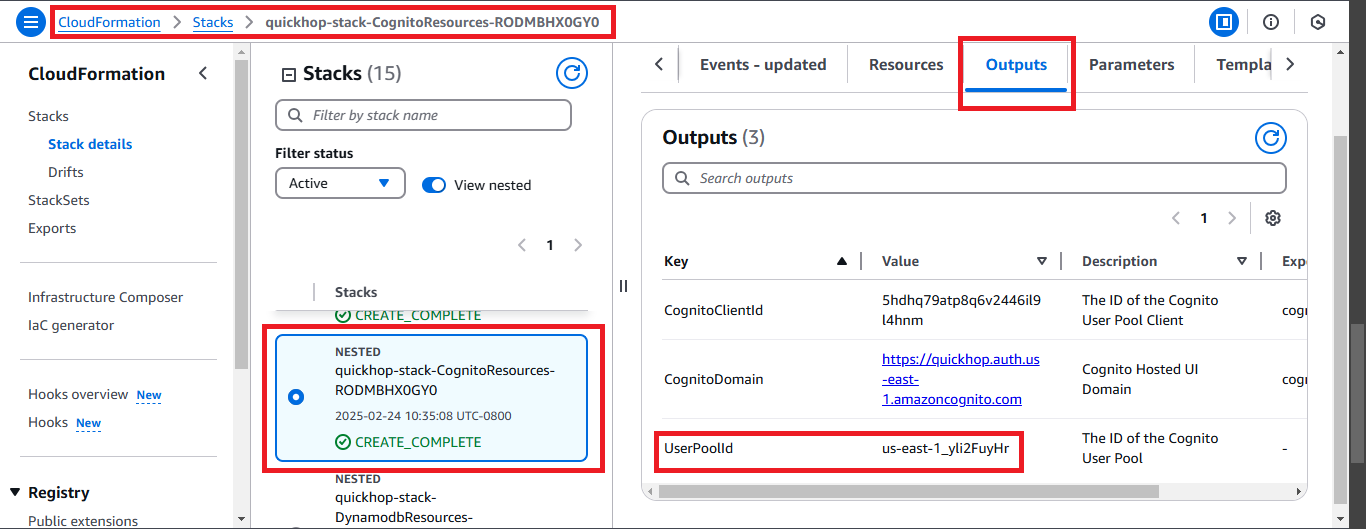 CloudFormation > Stacks > quickhop-stack-CognitoResources-RODMBHX0GY0
CloudFormation
Stacks
Stack details
Drifts
StackSets
Exports
Infrastructure Composer
IaC generator
Hooks overview New
Hooks New
Registry
Public extensions
Stacks (15)
Filter by stack name
Filter status
Active
View nested
1
Stacks
CREATE_COMPLETE
NESTED
quickhop-stack-CognitoResources-
RODMBHX0GY0
2025-02-24 10:35:08 UTC-0800
CREATE_COMPLETE
NESTED
quickhop-stack-
DynamodbResources-
Events - updated
Resources
Outputs
Parameters
Templa
Outputs (3)
Search outputs
1
Key Value Description Exp
CognitoClientId
5hdhq79atp8q6v2446il9
l4hnm
The ID of the Cognito
User Pool Client
cog
CognitoDomain
https://quickhop.auth.us
-east-
1.amazoncognito.com
Cognito Hosted UI
Domain
cog
UserPoolId
us-east-1_yli2FuyHr
The ID of the Cognito
User Pool
-